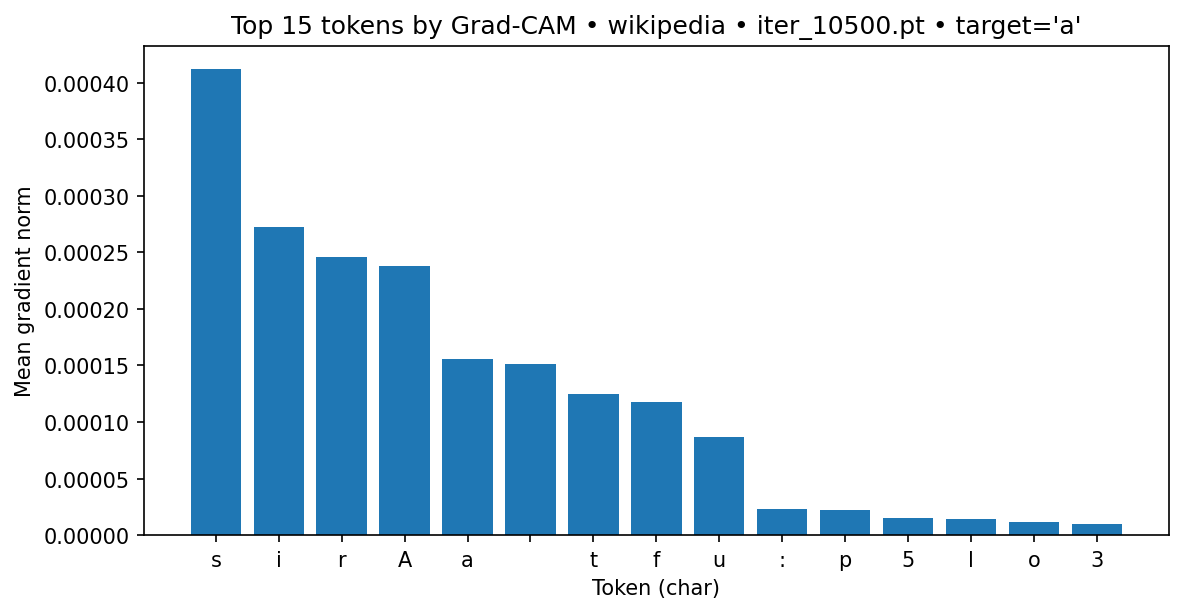 Top 15 tokens by Grad-CAM • wikipedia • iter_10500.pt • target='a'
Mean gradient norm
0.00040
0.00035
0.00030
0.00025
0.00020
0.00015
0.00010
0.00005
0.00000
s i r A a t f u : p 5 l o 3
Token (char)